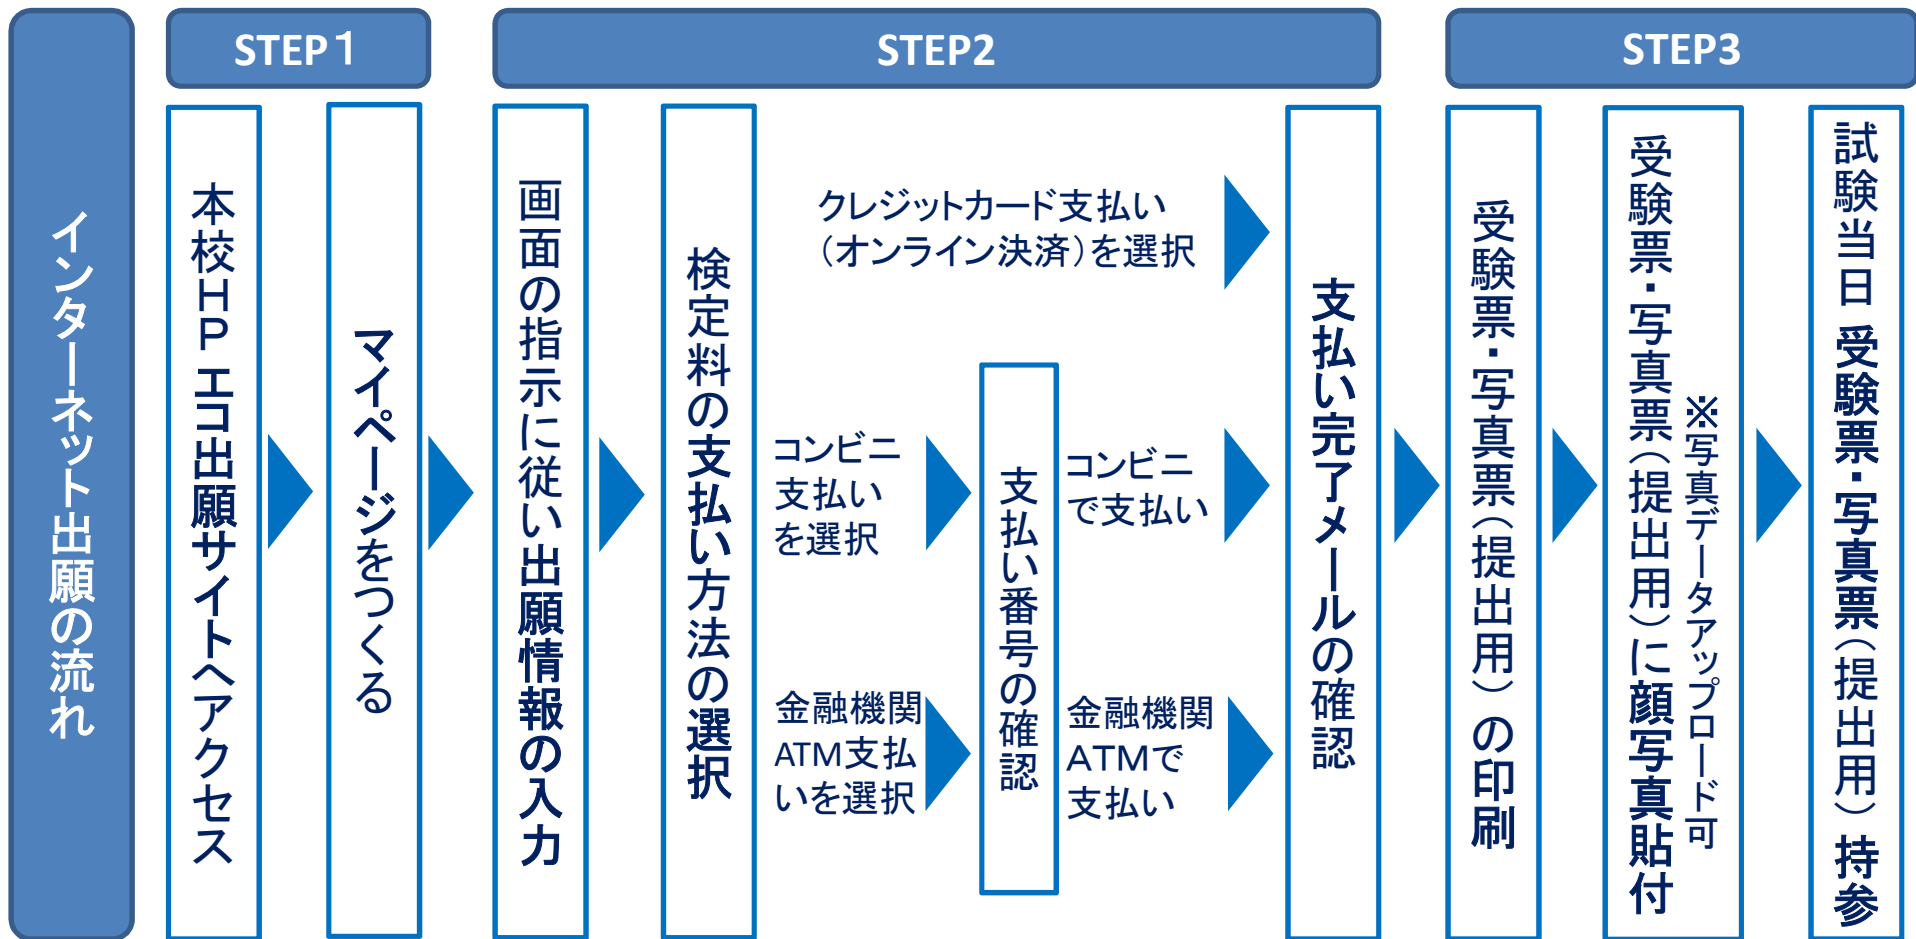 インターネット出願の流れ
STEP１
本校ＨＰ エコ出願サイトへアクセス
マイページをつくる
STEP2
画面の指示に従い出願情報の入力
検定料の支払い方法の選択
クレジットカード支払い
（オンライン決済）を選択
コンビニ
支払い
を選択
金融機関
ATM支払
いを選択
支払い番号の確認
コンビニ
で支払い
金融機関
ＡＴＭで
支払い
支払い完了メールの確認
STEP3
受験票・写真票（提出用）の印刷
受験票・写真票（提出用）に顔写真貼付
※写真データアップロード可
試験当日 受験票・写真票（提出用）持参